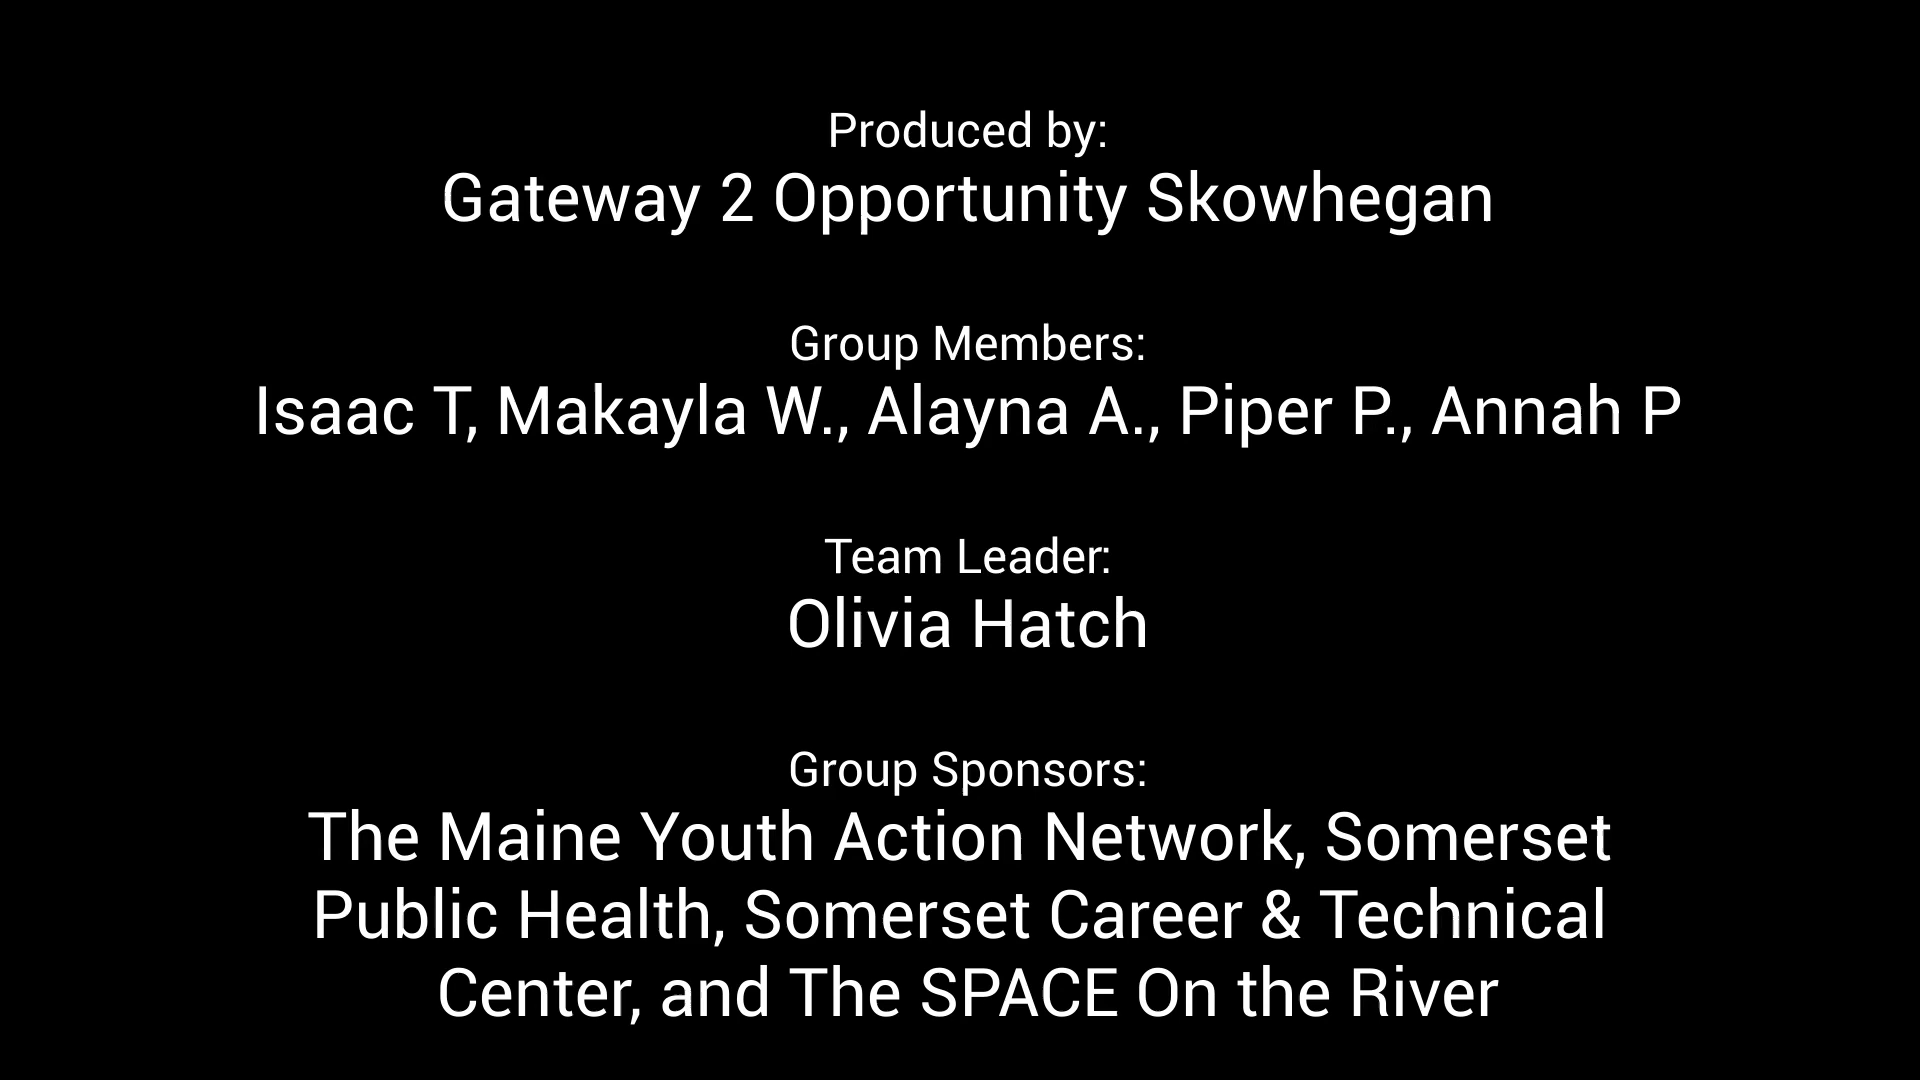 Produced by:
Gateway 2 Opportunity Skowhegan
Group Members:
Isaac T, Makayla W., Alayna A., Piper P., Annah P
Team Leader:
Olivia Hatch
Group Sponsors:
The Maine Youth Action Network, Somerset
Public Health, Somerset Career & Technical
Center, and The SPACE On the River